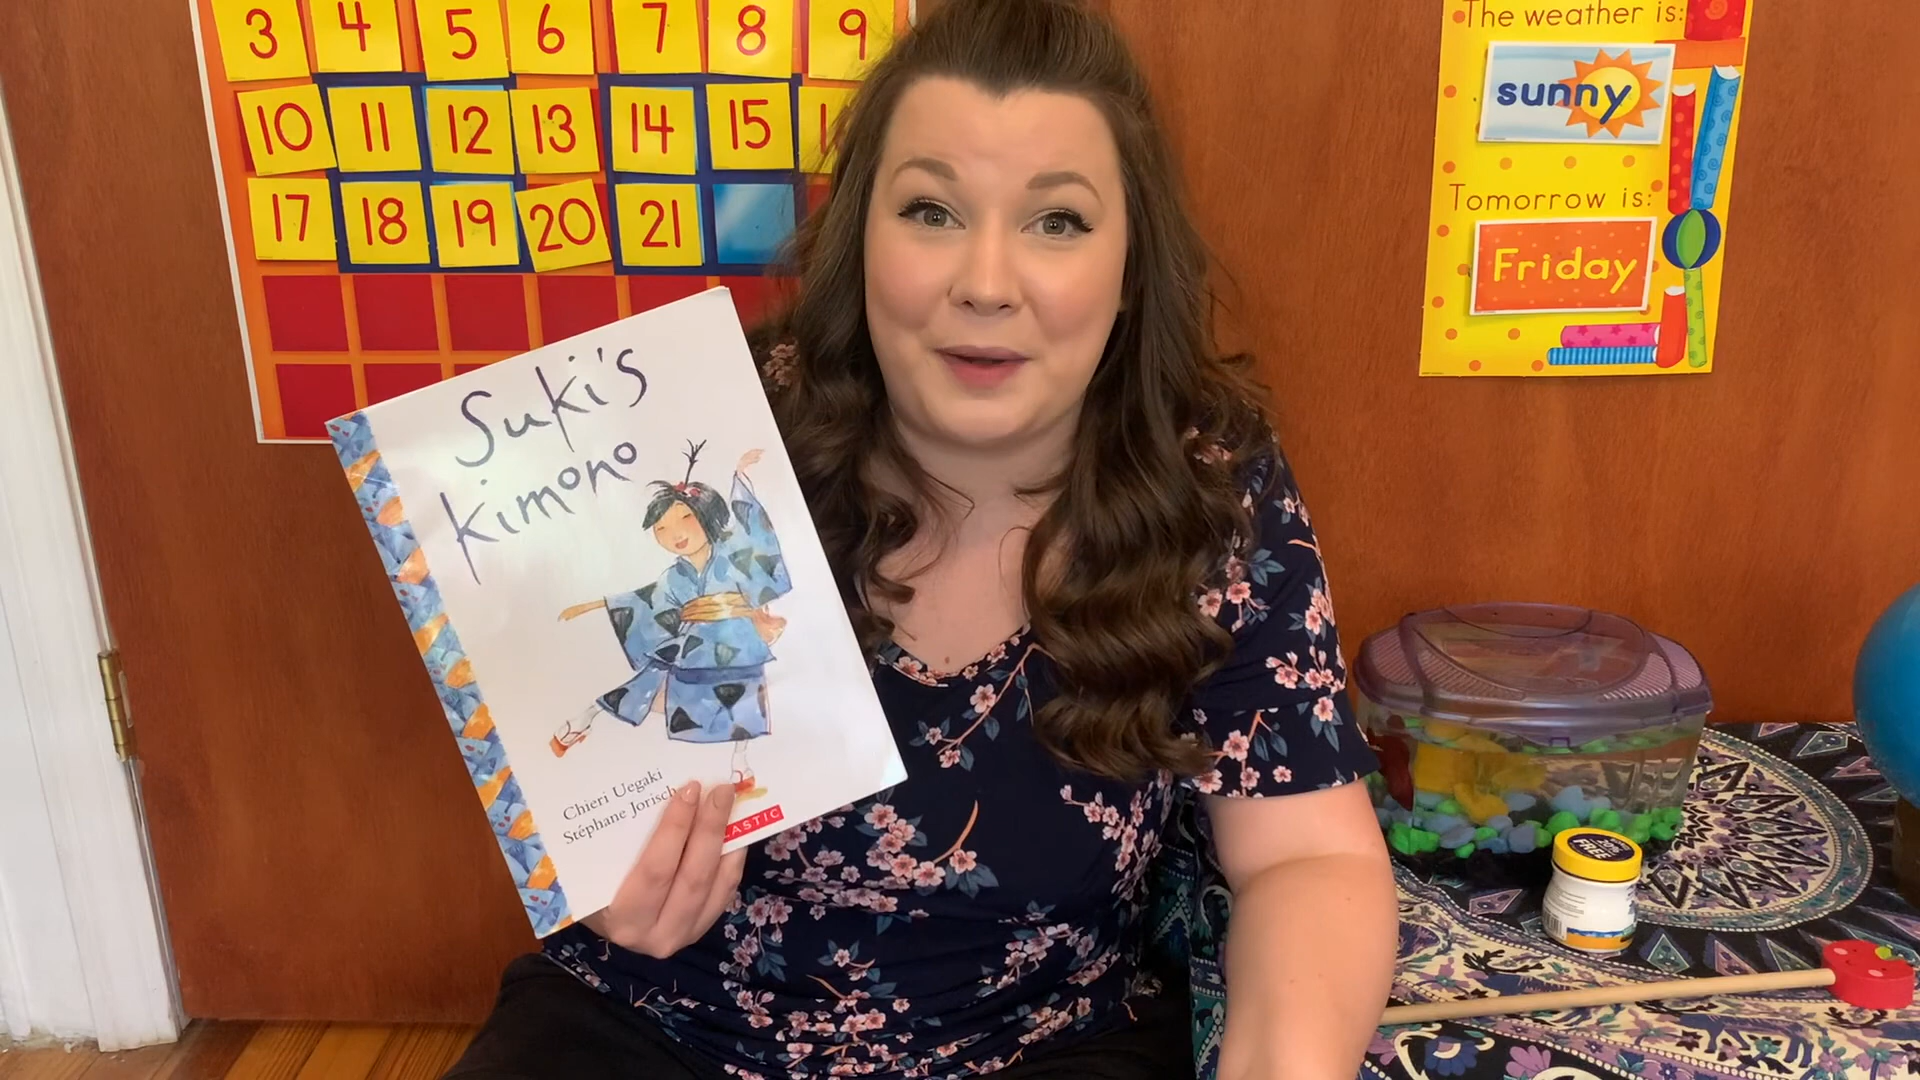 3 4 5 6 7 8 9
10 11 12 13 14 15
17 18 19 20 21
The weather is:
sunny
Tomorrow is:
Friday
Suki's
kimono
Chieri Uegaki
Stéphane Jorisch
FREE